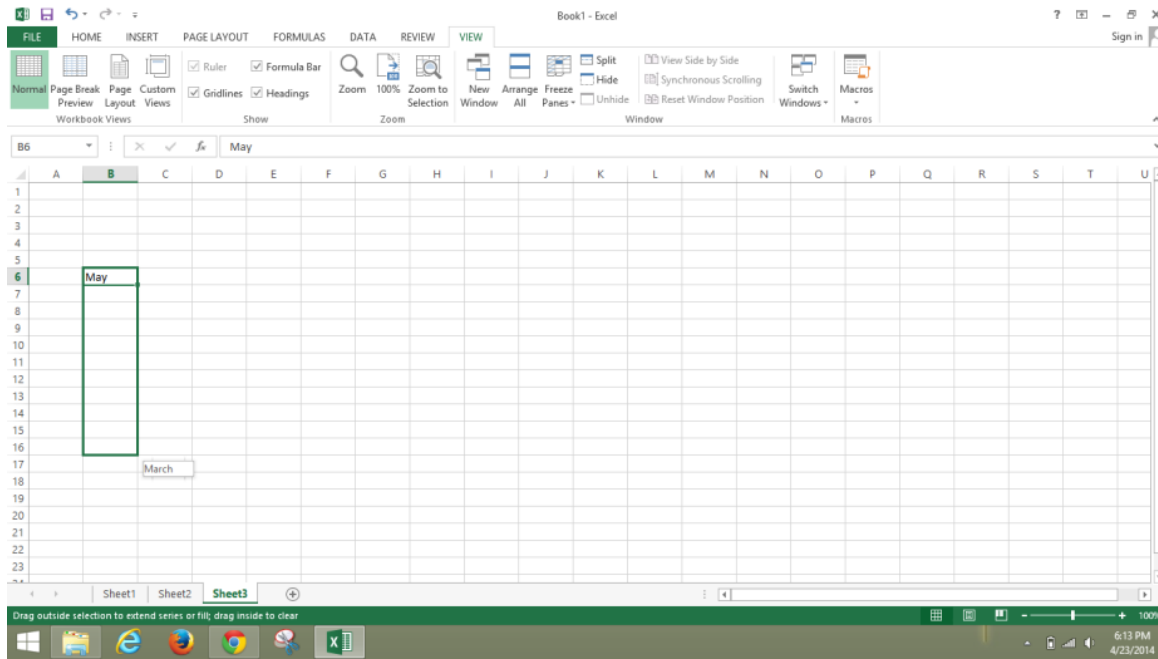 Book1 - Excel ?
FILE HOME INSERT PAGE LAYOUT FORMULAS DATA REVIEW VIEW Sign in
Ruler Formula Bar Split View Side by Side
Hide Synchronous Scrolling
Normal Page Break Page Custom Gridlines Headings Zoom 100% Zoom to New Arrange Freeze Unhide Reset Window Position Switch Macros
Preview Layout Views Selection Window All Panes Windows
Workbook Views Show Zoom Window Macros
B6 fx May
A B C D E F G H I J K L M N O P Q R S T U
1
2
3
4
5
6 May
7
8
9
10
11
12
13
14
15
16
17 March
18
19
20
21
22
23
Sheet1 Sheet2 Sheet3
Drag outside selection to extend series or fill; drag inside to clear 100%
6:13 PM
4/23/2014